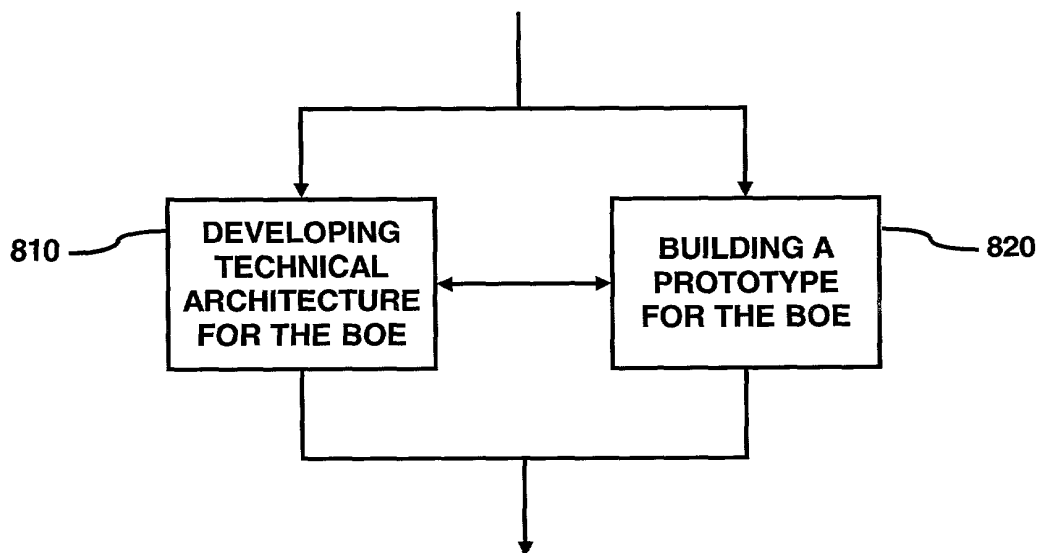 810
DEVELOPING
TECHNICAL
ARCHITECTURE
FOR THE BOE
BUILDING A
PROTOTYPE
FOR THE BOE
820